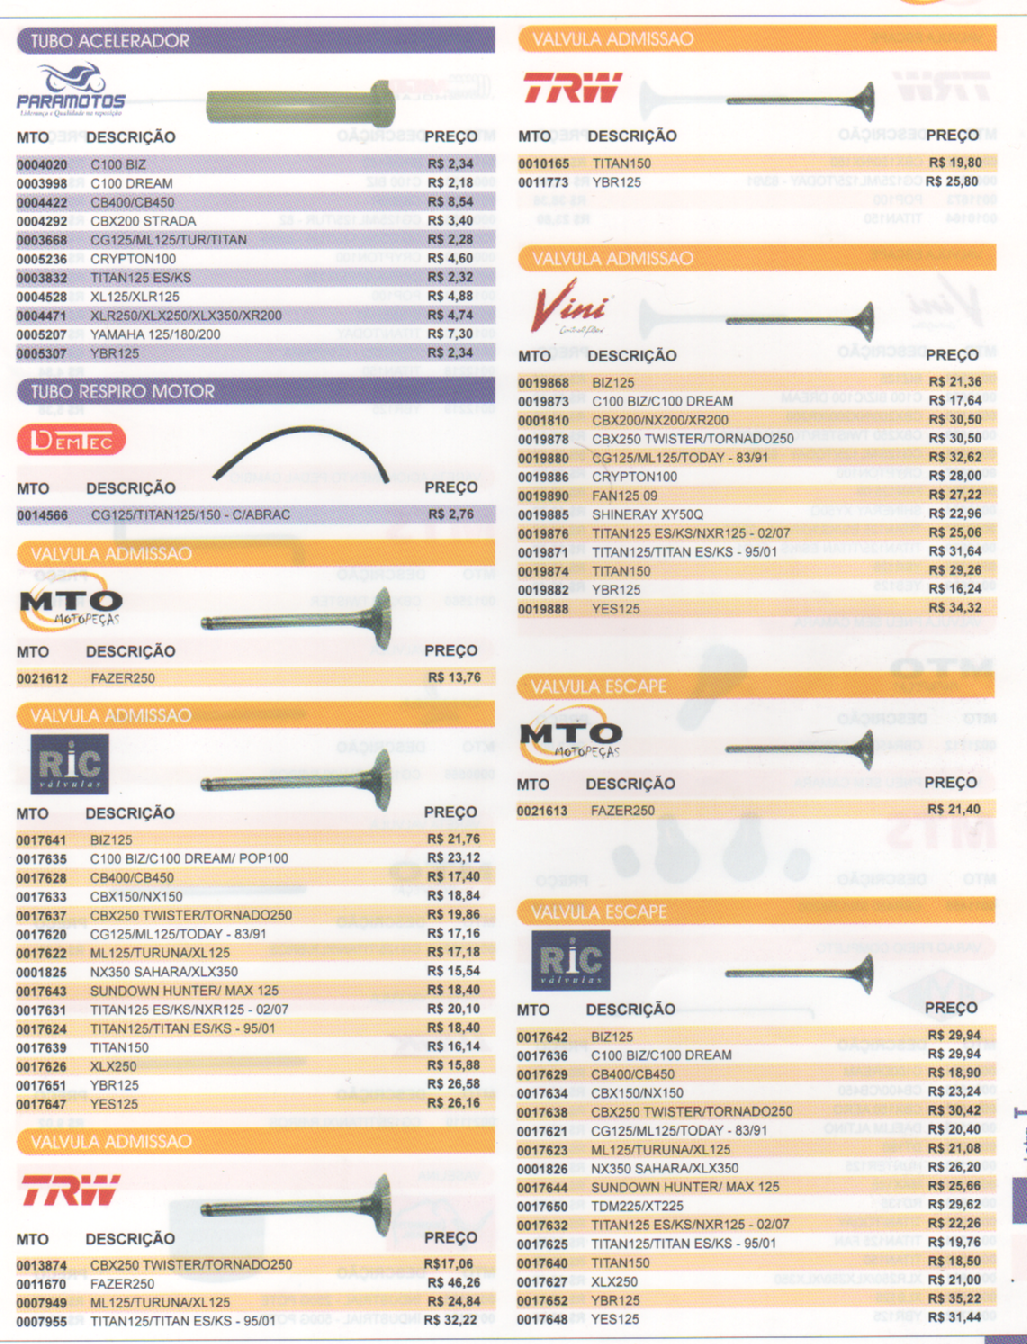 TUBO ACELERADOR
PARAMOTOS
Liderança e Qualidade na reposição
MTO DESCRIÇÃO PREÇO
0004020 C100 BIZ R$ 2,34
0003998 C100 DREAM R$ 2,18
0004422 CB400/CB450 R$ 8,54
0004292 CBX200 STRADA R$ 3,40
0003668 CG125/ML125/TUR/TITAN R$ 2,28
0005236 CRYPTON100 R$ 4,60
0003832 TITAN125 ES/KS R$ 2,32
0004528 XL125/XLR125 R$ 4,88
0004471 XLR250/XLX250/XLX350/XR200 R$ 4,74
0005207 YAMAHA 125/180/200 R$ 7,30
0005307 YBR125 R$ 2,34
TUBO RESPIRO MOTOR
DEMTEC
MTO DESCRIÇÃO PREÇO
0014566 CG125/TITAN125/150 - C/ABRAC R$ 2,76
VALVULA ADMISSAO
MTO
MOTOPEÇAS
MTO DESCRIÇÃO PREÇO
0021612 FAZER250 R$ 13,76
VALVULA ADMISSAO
RIC
válvulas
MTO DESCRIÇÃO PREÇO
0017641 BIZ125 R$ 21,76
0017635 C100 BIZ/C100 DREAM/ POP100 R$ 23,12
0017628 CB400/CB450 R$ 17,40
0017633 CBX150/NX150 R$ 18,84
0017637 CBX250 TWISTER/TORNADO250 R$ 19,86
0017620 CG125/ML125/TODAY - 83/91 R$ 17,16
0017622 ML125/TURUNA/XL125 R$ 17,18
0001825 NX350 SAHARA/XLX350 R$ 15,54
0017643 SUNDOWN HUNTER/ MAX 125 R$ 18,40
0017631 TITAN125 ES/KS/NXR125 - 02/07 R$ 20,10
0017624 TITAN125/TITAN ES/KS - 95/01 R$ 18,40
0017639 TITAN150 R$ 16,14
0017626 XLX250 R$ 15,88
0017651 YBR125 R$ 26,58
0017647 YES125 R$ 26,16
VALVULA ADMISSAO
TRW
MTO DESCRIÇÃO PREÇO
0013874 CBX250 TWISTER/TORNADO250 R$17,06
0011670 FAZER250 R$ 46,26
0007949 ML125/TURUNA/XL125 R$ 24,84
0007955 TITAN125/TITAN ES/KS - 95/01 R$ 32,22
VALVULA ADMISSAO
TRW
MTO DESCRIÇÃO PREÇO
0010165 TITAN150 R$ 19,80
0011773 YBR125 R$ 25,80
VALVULA ADMISSAO
Vini
MTO DESCRIÇÃO PREÇO
0019868 BIZ125 R$ 21,36
0019873 C100 BIZ/C100 DREAM R$ 17,64
0001810 CBX200/NX200/XR200 R$ 30,50
0019878 CBX250 TWISTER/TORNADO250 R$ 30,50
0019880 CG125/ML125/TODAY - 83/91 R$ 32,62
0019886 CRYPTON100 R$ 28,00
0019890 FAN125 09 R$ 27,22
0019885 SHINERAY XY50Q R$ 22,96
0019876 TITAN125 ES/KS/NXR125 - 02/07 R$ 25,06
0019871 TITAN125/TITAN ES/KS - 95/01 R$ 31,64
0019874 TITAN150 R$ 29,26
0019882 YBR125 R$ 16,24
0019888 YES125 R$ 34,32
VALVULA ESCAPE
MTO
MOTOPEÇAS
MTO DESCRIÇÃO PREÇO
0021613 FAZER250 R$ 21,40
VALVULA ESCAPE
RIC
válvulas
MTO DESCRIÇÃO PREÇO
0017642 BIZ125 R$ 29,94
0017636 C100 BIZ/C100 DREAM R$ 29,94
0017629 CB400/CB450 R$ 18,90
0017634 CBX150/NX150 R$ 23,24
0017638 CBX250 TWISTER/TORNADO250 R$ 30,42
0017621 CG125/ML125/TODAY - 83/91 R$ 20,40
0017623 ML125/TURUNA/XL125 R$ 21,08
0001826 NX350 SAHARA/XLX350 R$ 26,20
0017644 SUNDOWN HUNTER/ MAX 125 R$ 25,66
0017650 TDM225/XT225 R$ 29,62
0017632 TITAN125 ES/KS/NXR125 - 02/07 R$ 22,26
0017625 TITAN125/TITAN ES/KS - 95/01 R$ 19,76
0017640 TITAN150 R$ 18,50
0017627 XLX250 R$ 21,00
0017652 YBR125 R$ 35,22
0017648 YES125 R$ 31,44